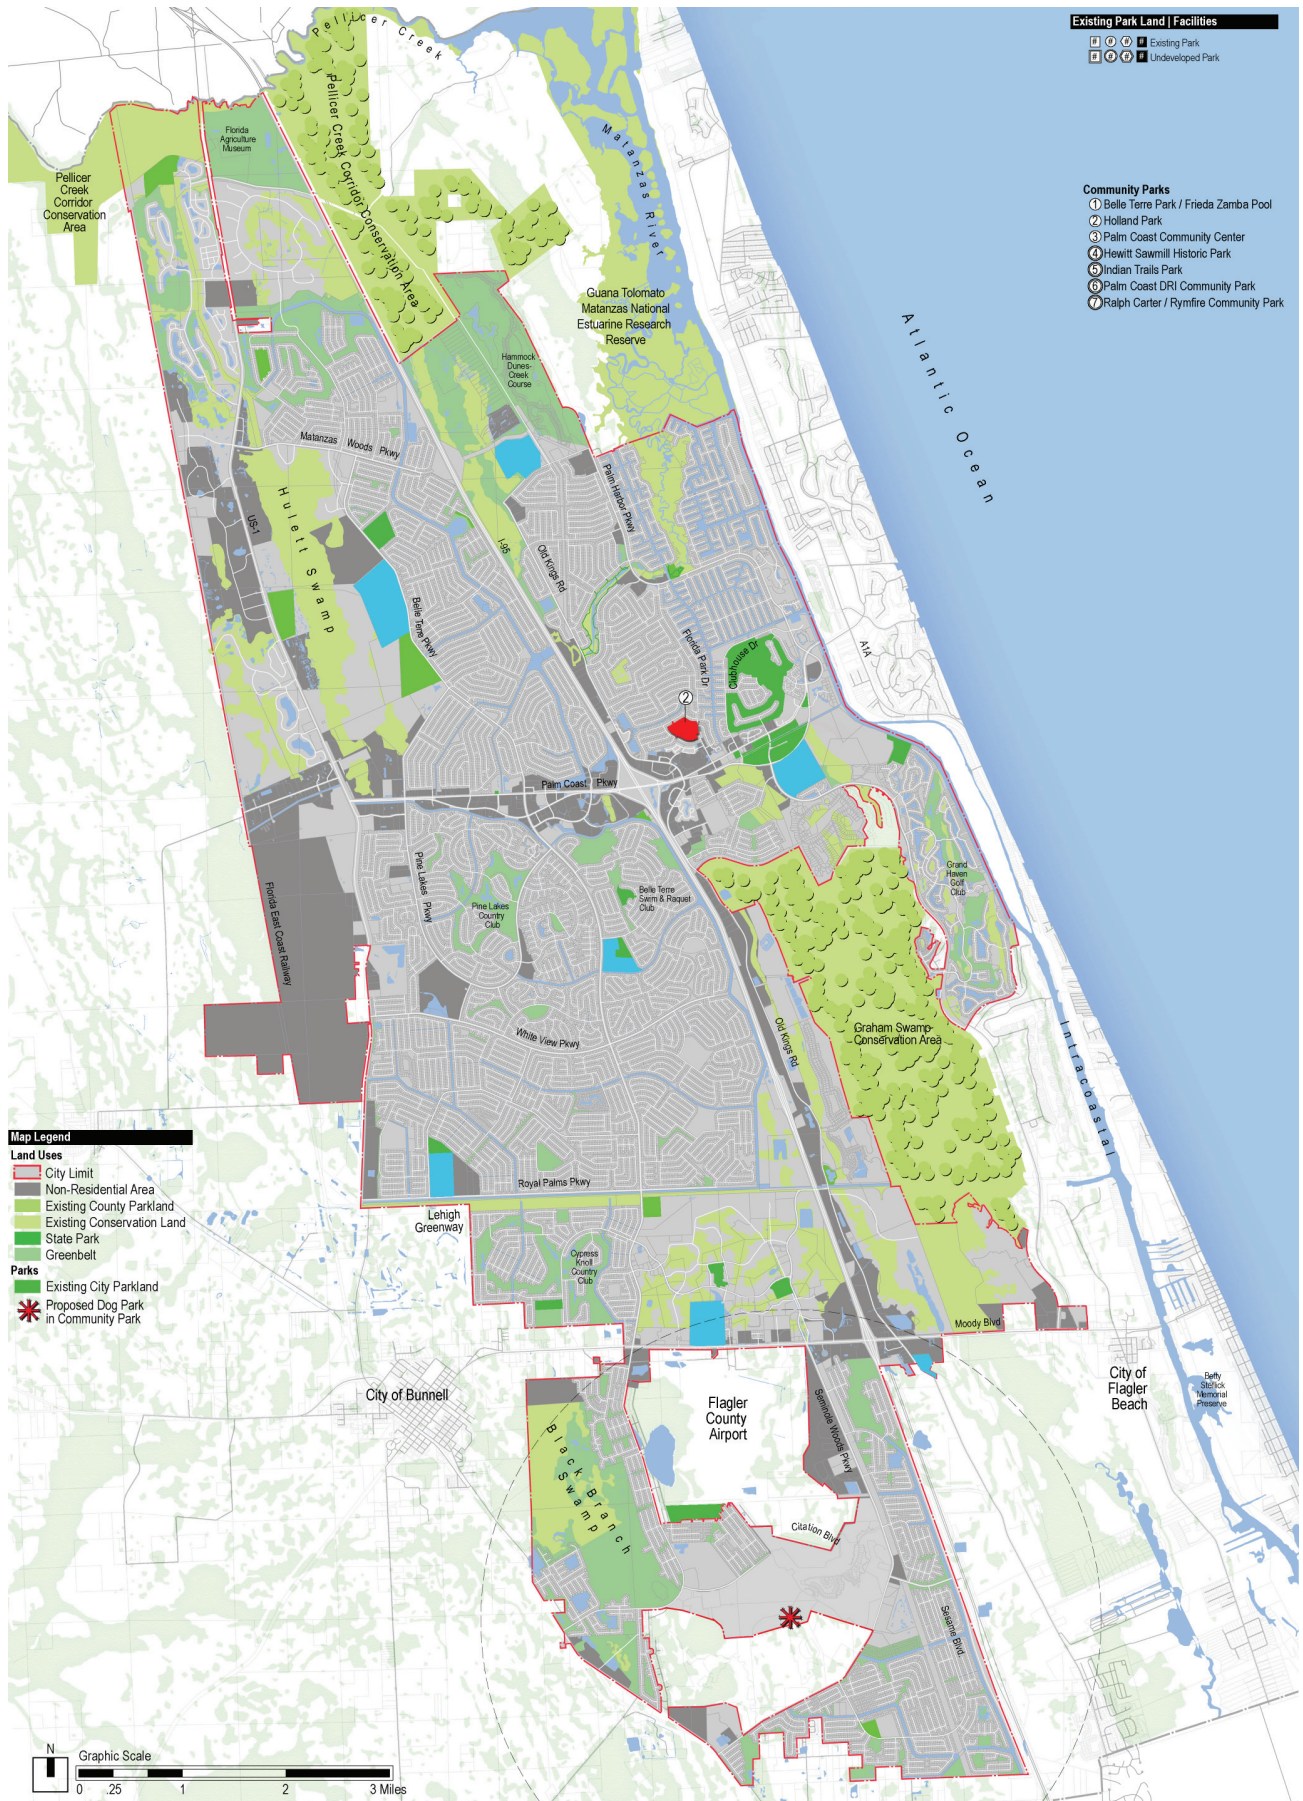 Existing Park Land | Facilities
# # # # Existing Park
# # # # Undeveloped Park
Community Parks
1 Belle Terre Park / Frieda Zamba Pool
2 Holland Park
3 Palm Coast Community Center
4 Hewitt Sawmill Historic Park
5 Indian Trails Park
6 Palm Coast DRI Community Park
7 Ralph Carter / Rymfire Community Park
Pellicer Creek
Pellicer Creek Corridor Conservation Area
Florida
Agriculture
Museum
Pellicer
Creek
Corridor
Conservation
Area
Matanzas River
Guana Tolomato
Matanzas National
Estuarine Research
Reserve
Atlantic Ocean
Hammock
Dunes-
Creek
Course
Matanzas Woods Pkwy
Palm Harbor Pkwy
Hulett Swamp
US-1
I-95
Old Kings Rd
Belle Terre Pkwy
Florida Park Dr
Clubhouse Dr
A1A
2
Palm Coast Pkwy
Pine Lakes Pkwy
Florida East Coast Railway
Pine Lakes
Country
Club
Belle Terre
Swim & Raquet
Club
Grand
Haven
Golf
Club
Graham Swamp
Conservation Area
Old Kings Rd
White View Pkwy
Intracoastal
Royal Palms Pkwy
Lehigh
Greenway
Cypress
Knoll
Country
Club
Moody Blvd
City of Bunnell
Flagler
County
Airport
City of
Flagler
Beach
Betty
Steflick
Memorial
Preserve
Seminole Woods Pkwy
Black Branch
Swamp
Citation Blvd
Sesame Blvd
Map Legend
Land Uses
City Limit
Non-Residential Area
Existing County Parkland
Existing Conservation Land
State Park
Greenbelt
Parks
Existing City Parkland
Proposed Dog Park
in Community Park
N
Graphic Scale
0 .25 1 2 3 Miles